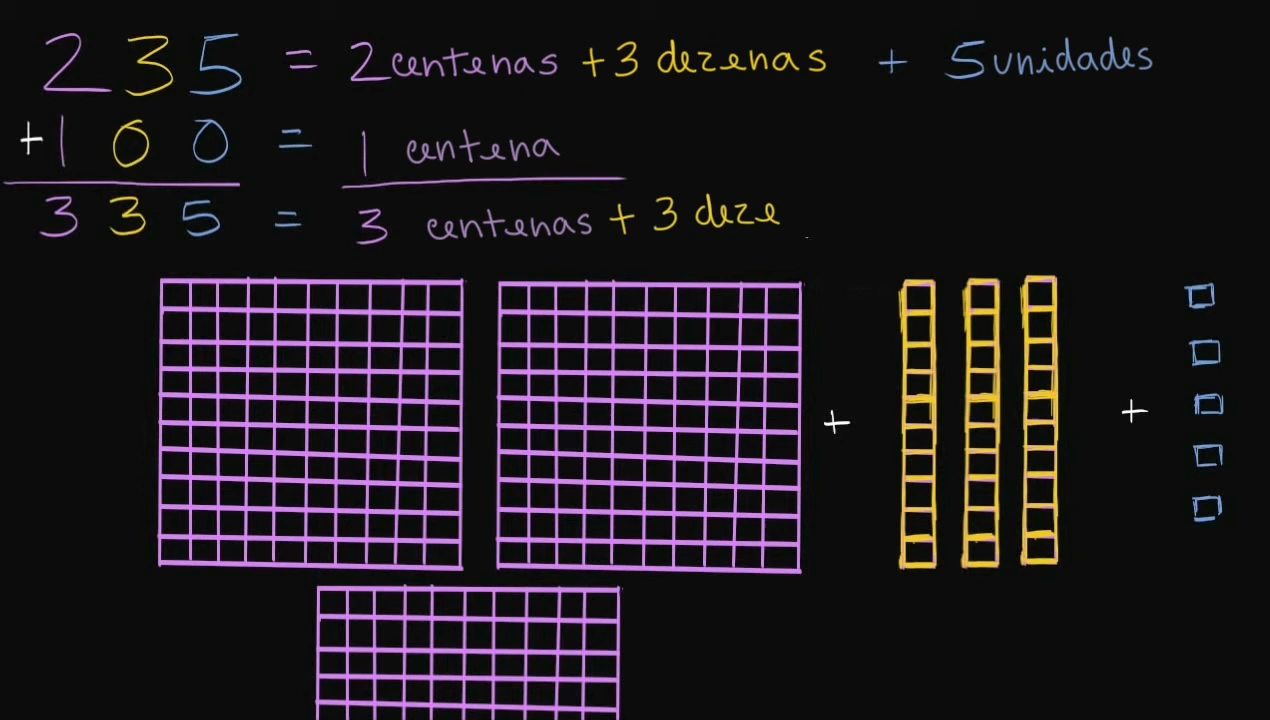 235 = 2 centenas + 3 dezenas + 5 unidades
+100 = 1 centena
335 = 3 centenas + 3 deze
+ +